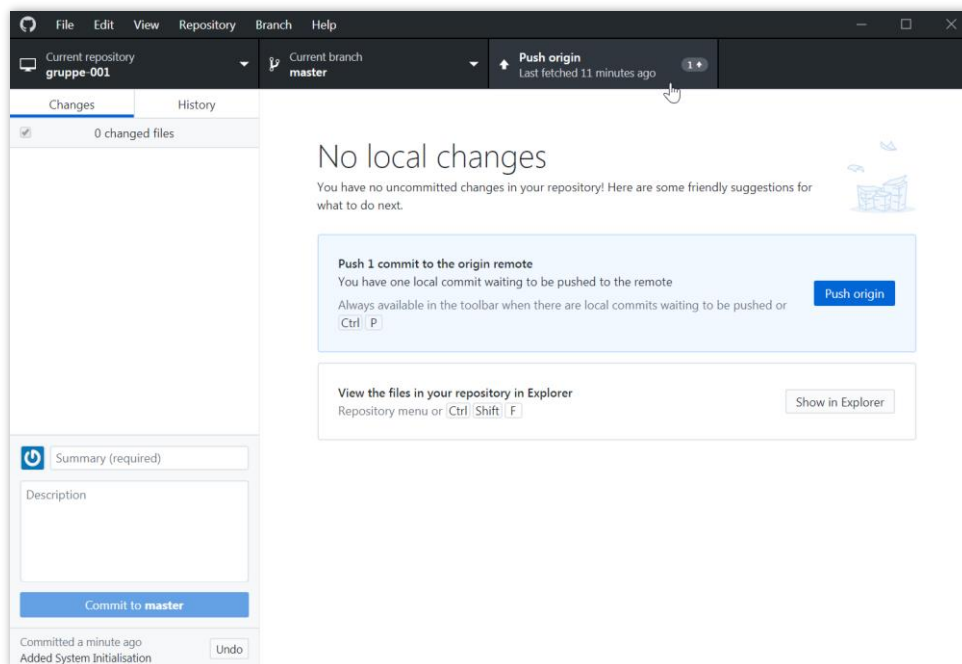 File Edit View Repository Branch Help
Current repository
gruppe-001
Current branch
master
Push origin
Last fetched 11 minutes ago
1
Changes History
0 changed files
No local changes
You have no uncommitted changes in your repository! Here are some friendly suggestions for
what to do next.
Push 1 commit to the origin remote
You have one local commit waiting to be pushed to the remote
Always available in the toolbar when there are local commits waiting to be pushed or
Ctrl P
Push origin
View the files in your repository in Explorer
Repository menu or Ctrl Shift F
Show in Explorer
Summary (required)
Description
Commit to master
Committed a minute ago
Added System Initialisation
Undo